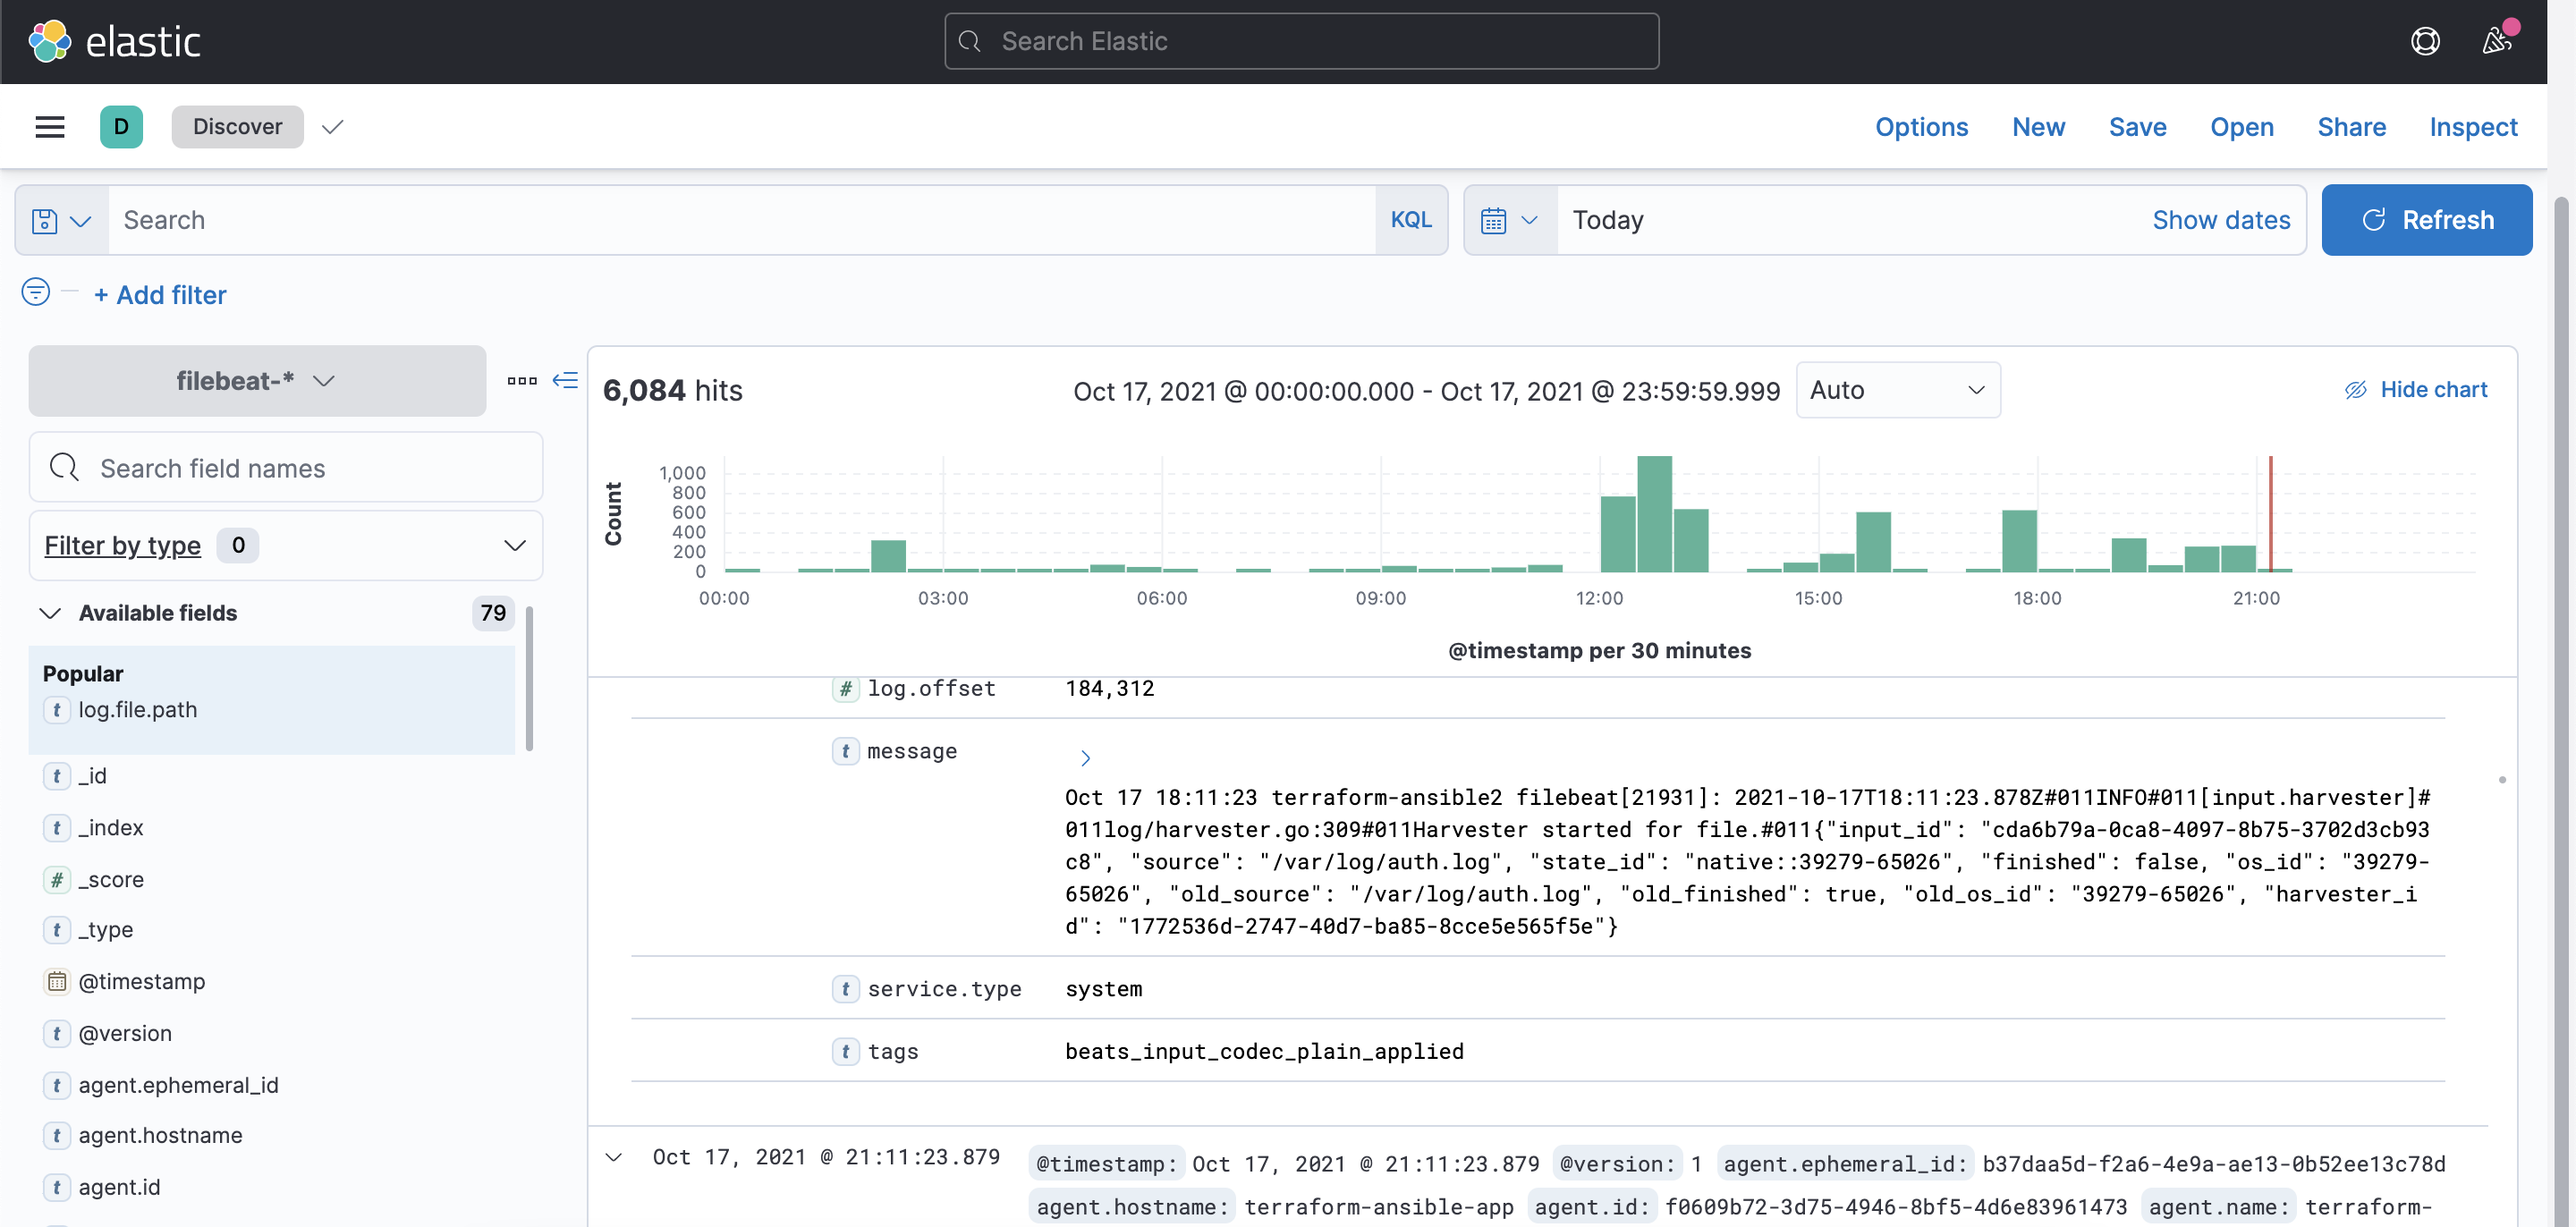 elastic
Search Elastic
D
Discover
Options
New
Save
Open
Share
Inspect
Search
KQL
Today
Show dates
Refresh
+ Add filter
filebeat-*
6,084 hits
Oct 17, 2021 @ 00:00:00.000 - Oct 17, 2021 @ 23:59:59.999
Auto
Hide chart
Search field names
Filter by type 0
Available fields 79
Popular
t log.file.path
t _id
t _index
# _score
t _type
@timestamp
t @version
t agent.ephemeral_id
t agent.hostname
t agent.id
Count
1,000
800
600
400
200
0
00:00 03:00 06:00 09:00 12:00 15:00 18:00 21:00
@timestamp per 30 minutes
# log.offset 184,312
t message
Oct 17 18:11:23 terraform-ansible2 filebeat[21931]: 2021-10-17T18:11:23.878Z#011INFO#011[input.harvester]#
011log/harvester.go:309#011Harvester started for file.#011{"input_id": "cda6b79a-0ca8-4097-8b75-3702d3cb93
c8", "source": "/var/log/auth.log", "state_id": "native::39279-65026", "finished": false, "os_id": "39279-
65026", "old_source": "/var/log/auth.log", "old_finished": true, "old_os_id": "39279-65026", "harvester_i
d": "1772536d-2747-40d7-ba85-8cce5e565f5e"}
t service.type system
t tags beats_input_codec_plain_applied
Oct 17, 2021 @ 21:11:23.879
@timestamp: Oct 17, 2021 @ 21:11:23.879 @version: 1 agent.ephemeral_id: b37daa5d-f2a6-4e9a-ae13-0b52ee13c78d
agent.hostname: terraform-ansible-app agent.id: f0609b72-3d75-4946-8bf5-4d6e83961473 agent.name: terraform-